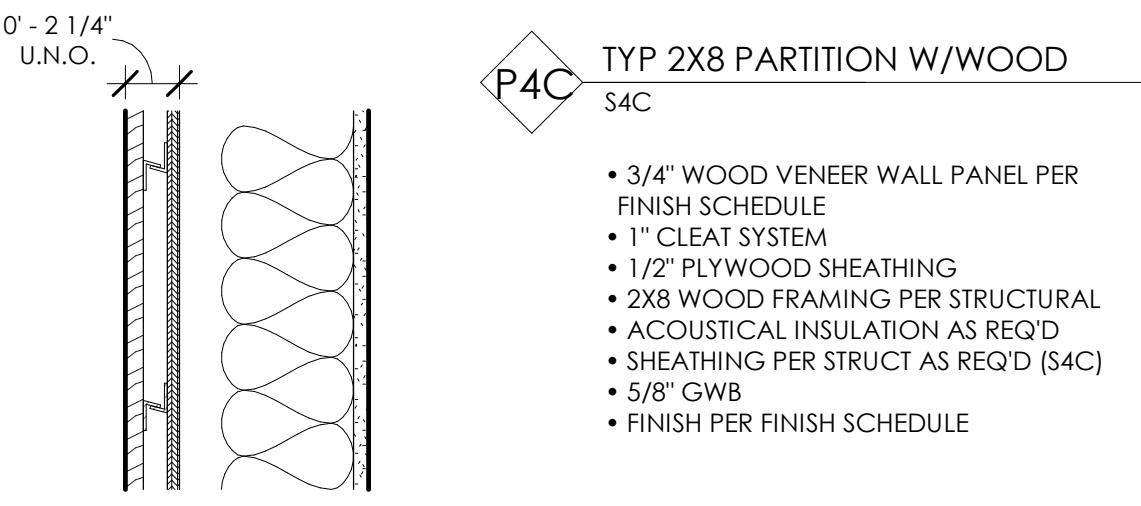 0' - 2 1/4"
U.N.O.
P4C
TYP 2X8 PARTITION W/WOOD
S4C
• 3/4" WOOD VENEER WALL PANEL PER
FINISH SCHEDULE
• 1" CLEAT SYSTEM
• 1/2" PLYWOOD SHEATHING
• 2X8 WOOD FRAMING PER STRUCTURAL
• ACOUSTICAL INSULATION AS REQ'D
• SHEATHING PER STRUCT AS REQ'D (S4C)
• 5/8" GWB
• FINISH PER FINISH SCHEDULE